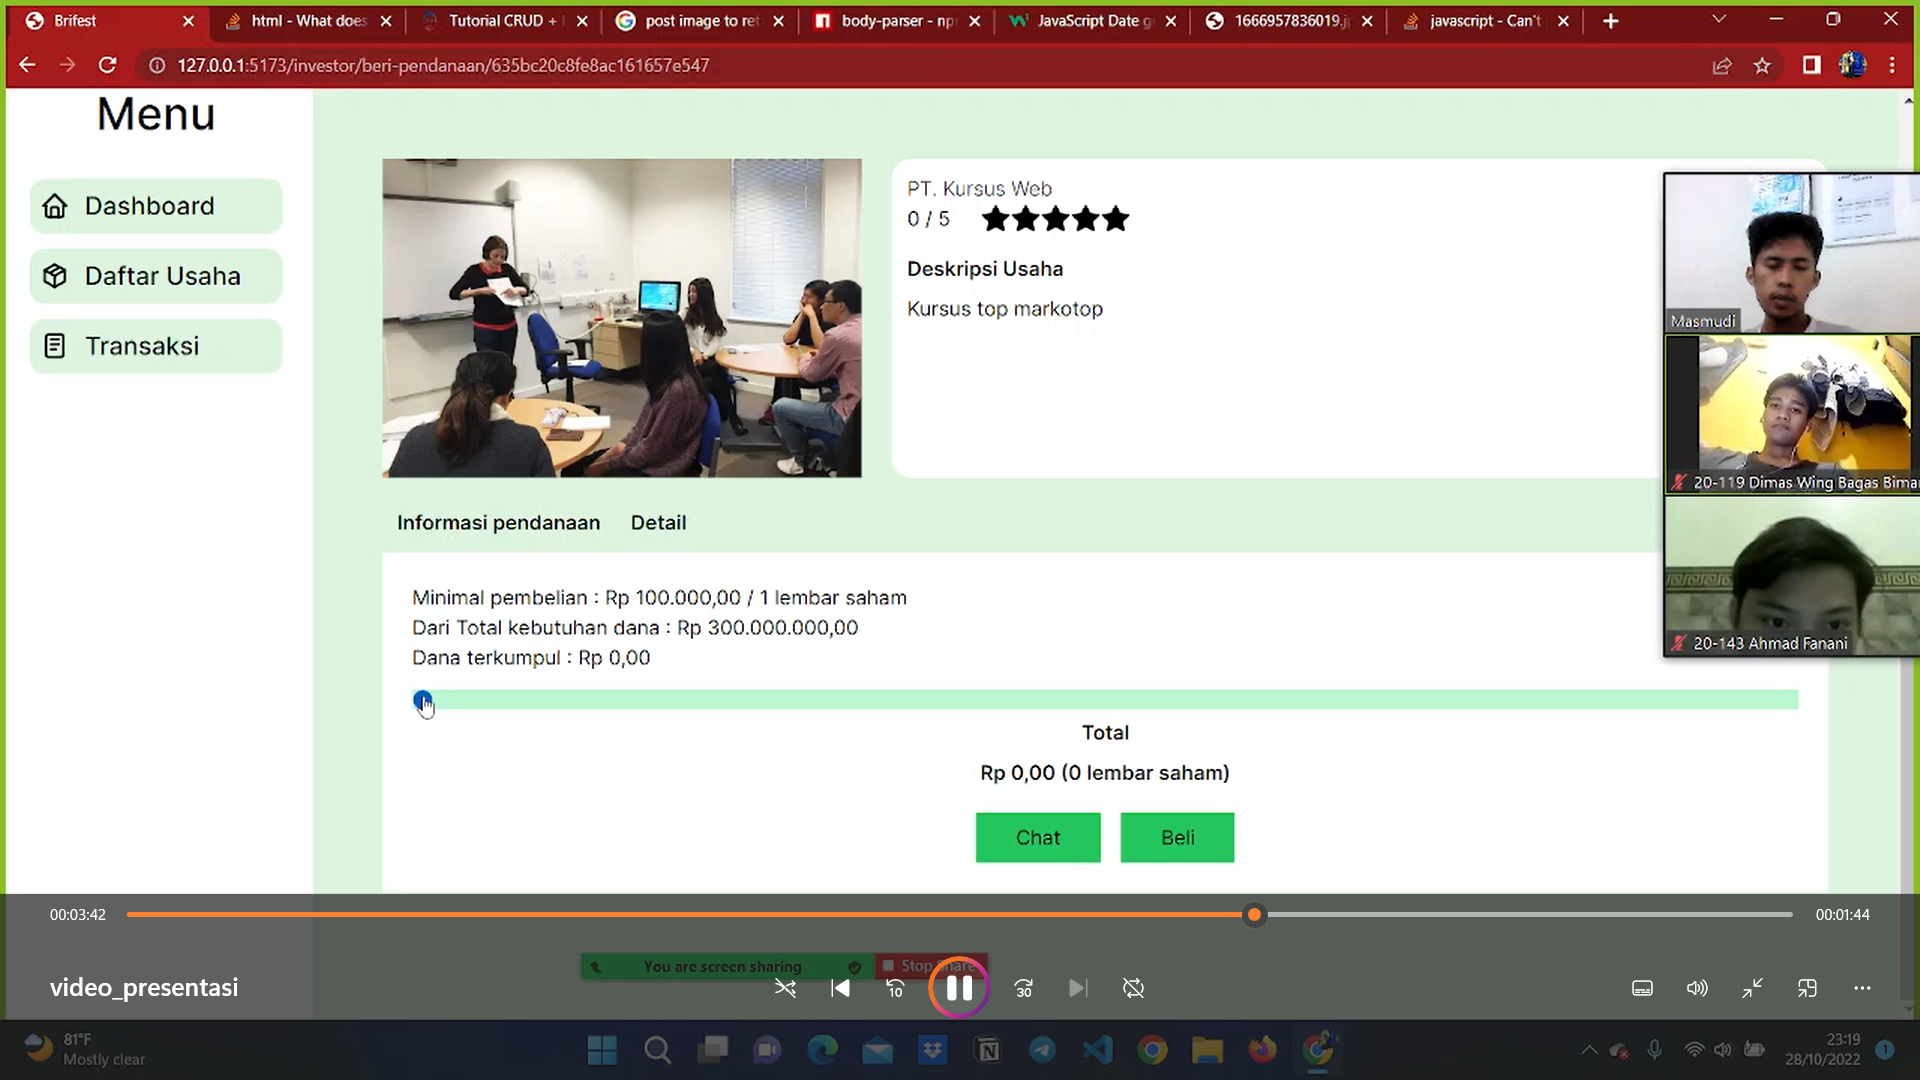 Brifest
html - What does
Tutorial CRUD +
post image to ret
body-parser - np
JavaScript Date g
1666957836019.j
javascript - Can't
127.0.0.1:5173/investor/beri-pendanaan/635bc20c8fe8ac161657e547
Menu
Dashboard
Daftar Usaha
Transaksi
PT. Kursus Web
0 / 5
Deskripsi Usaha
Kursus top markotop
Masmudi
20-119 Dimas Wing Bagas Bima
20-143 Ahmad Fanani
Informasi pendanaan Detail
Minimal pembelian : Rp 100.000,00 / 1 lembar saham
Dari Total kebutuhan dana : Rp 300.000.000,00
Dana terkumpul : Rp 0,00
Total
Rp 0,00 (0 lembar saham)
Chat Beli
00:03:42 00:01:44
You are screen sharing Stop Share
video_presentasi
10 30
81°F
Mostly clear
23:19
28/10/2022
1